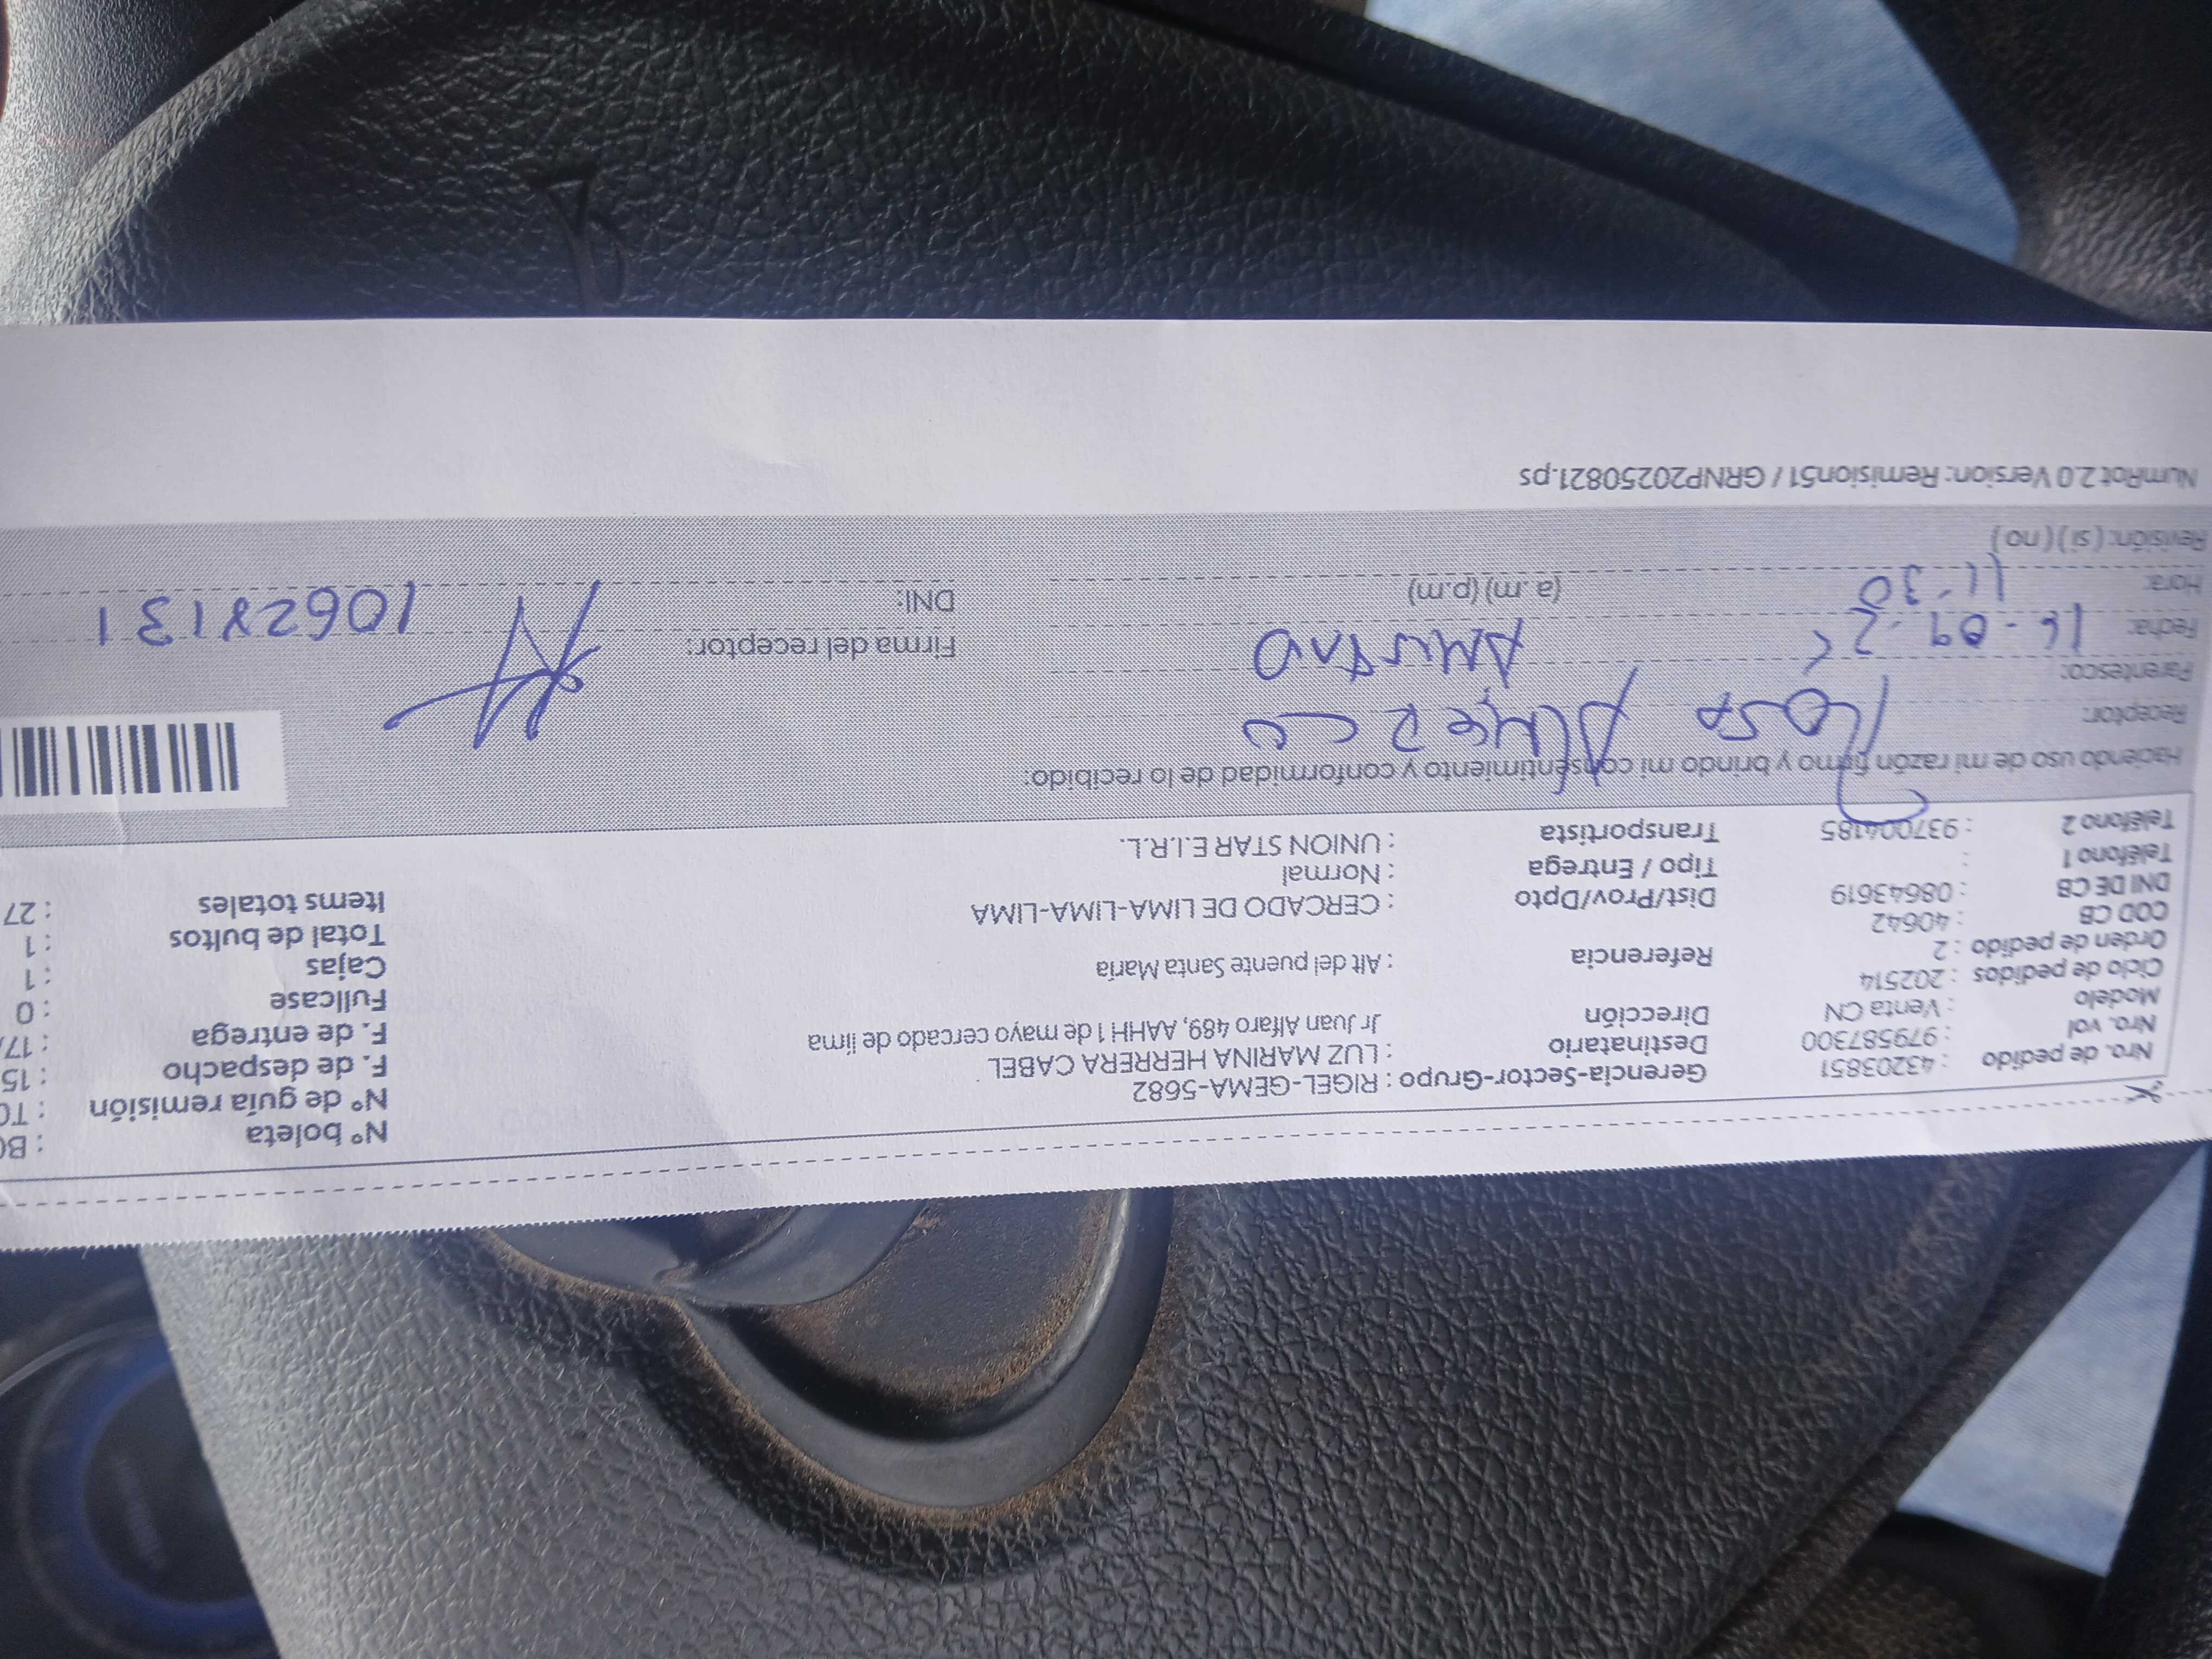 Nro. de pedido : 43203851 Gerencia-Sector-Grupo : RIGEL-GEMA-5682 Nº boleta
Nro. vol : 979587300 Destinatario : LUZ MARINA HERRERA CABEL Nº de guía remisión
Modelo : Venta CN Dirección Jr Juan Alfaro 489, AAHH 1 de mayo cercado de lima F. de despacho : 15
Ciclo de pedidos : 202514 F. de entrega : 17
Orden de pedido : 2 Referencia : Alt del puente Santa María Fullcase : 0
COD CB : 40642 Cajas : 1
DNI DE CB : 08643619 Dist/Prov/Dpto : CERCADO DE LIMA-LIMA-LIMA Total de bultos : 1
Teléfono 1 : Tipo / Entrega : Normal Items totales : 27
Teléfono 2 : 937004185 Transportista : UNION STAR E.I.R.L.
Haciendo uso de mi razón firmo y brindo mi consentimiento y conformidad de lo recibido:
Receptor: Rosa
Parentesco:
Fecha: 16-09-2 Firma del receptor:
Hora: 11-30 (a.m) (p.m) DNI: 10628131
Revisión: ( si ) ( no )
NumRot 2.0 Version: Remision51 / GRNP20250821.ps